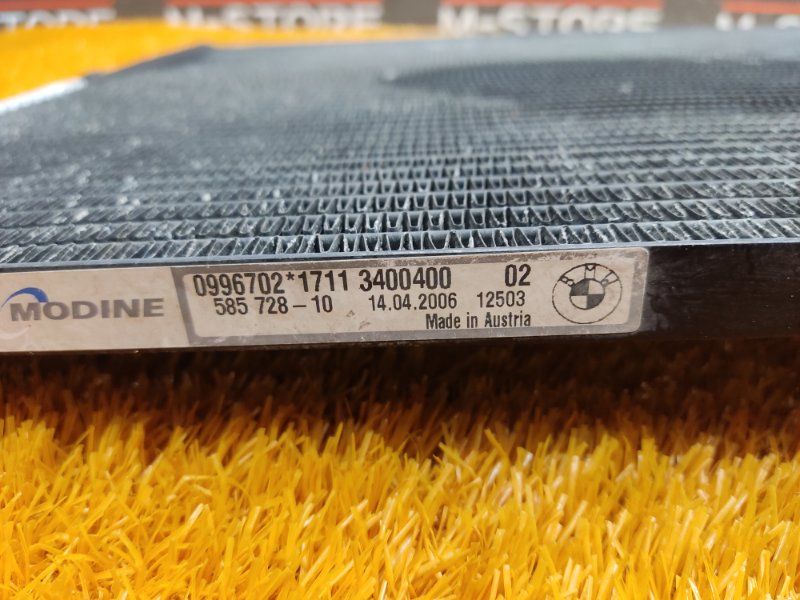 M-STORE M-STORE
MODINE
0996702*1711 3400400 02
585 728-10 14.04.2006 12503
Made in Austria
BMW